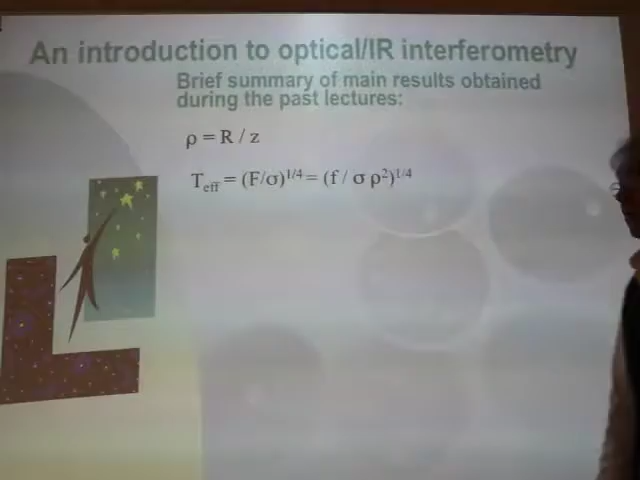 An introduction to optical/IR interferometry
Brief summary of main results obtained
during the past lectures:
ρ = R / z
T_eff = (F/σ)^1/4 = (f / σ ρ²)^1/4